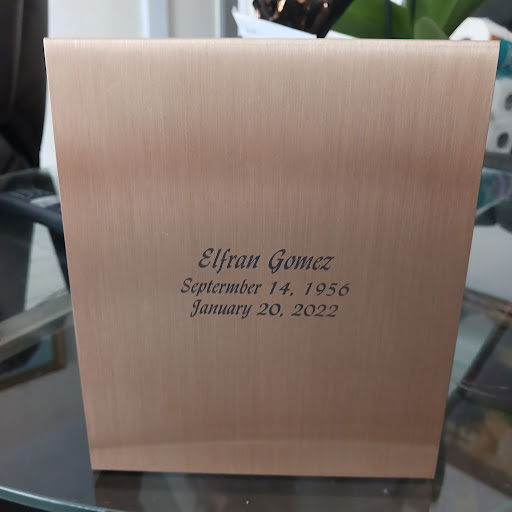 Elfran Gomez
Septermber 14, 1956
January 20, 2022